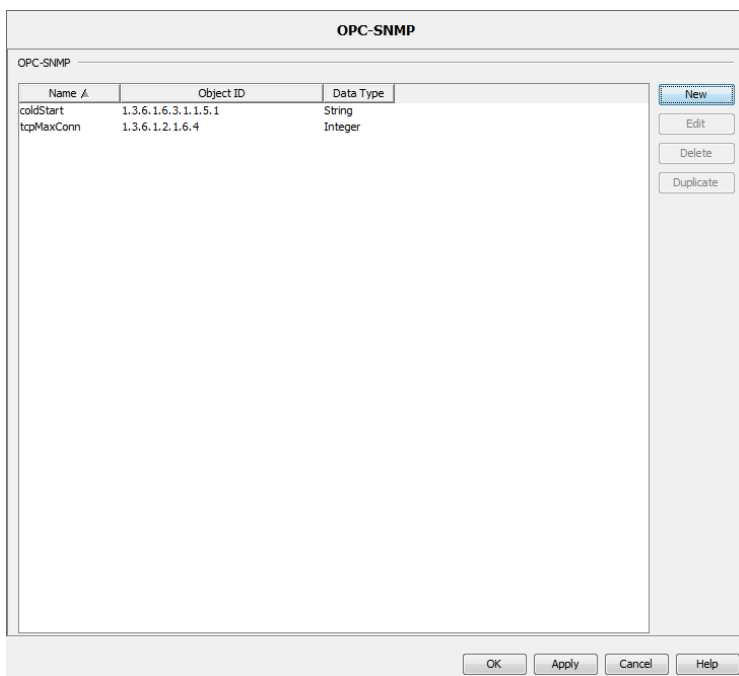 OPC-SNMP
OPC-SNMP
Name Object ID Data Type
coldStart 1.3.6.1.6.3.1.1.5.1 String
tcpMaxConn 1.3.6.1.2.1.6.4 Integer
New
Edit
Delete
Duplicate
OK Apply Cancel Help